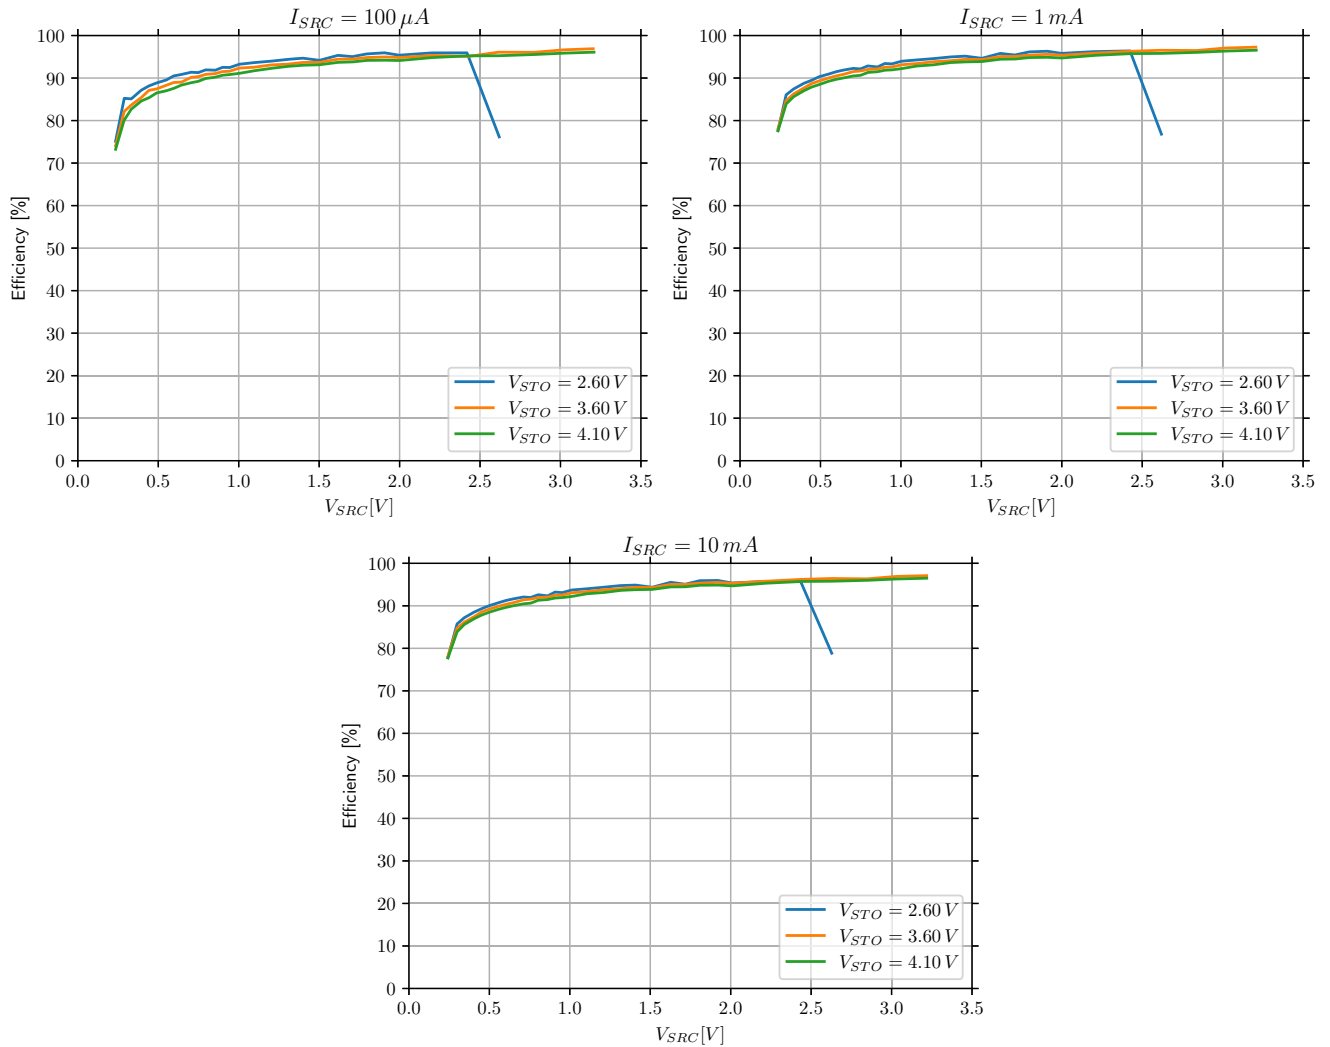 I_SRC = 100 μA
100
90
80
70
60
50
40
30
20
10
0
Efficiency [%]
0.0 0.5 1.0 1.5 2.0 2.5 3.0 3.5
V_SRC[V]
V_STO = 2.60 V
V_STO = 3.60 V
V_STO = 4.10 V
I_SRC = 1 mA
100
90
80
70
60
50
40
30
20
10
0
Efficiency [%]
0.0 0.5 1.0 1.5 2.0 2.5 3.0 3.5
V_SRC[V]
V_STO = 2.60 V
V_STO = 3.60 V
V_STO = 4.10 V
I_SRC = 10 mA
100
90
80
70
60
50
40
30
20
10
0
Efficiency [%]
0.0 0.5 1.0 1.5 2.0 2.5 3.0 3.5
V_SRC[V]
V_STO = 2.60 V
V_STO = 3.60 V
V_STO = 4.10 V